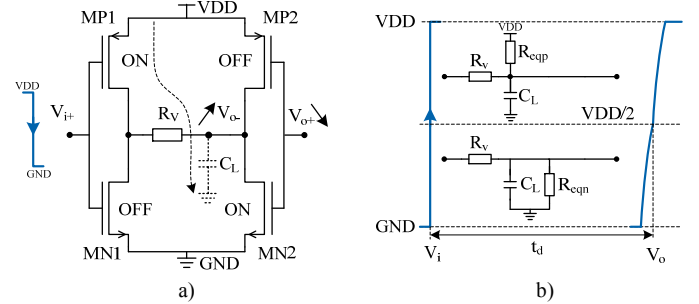 VDD
MP1
MP2
ON
OFF
VDD
Vi+
GND
RV
Vo-
Vo+
CL
OFF
ON
MN1
MN2
GND
a)
VDD
VDD
Reqp
Rv
CL
VDD/2
Rv
CL
Reqn
GND
Vi
td
Vo
b)